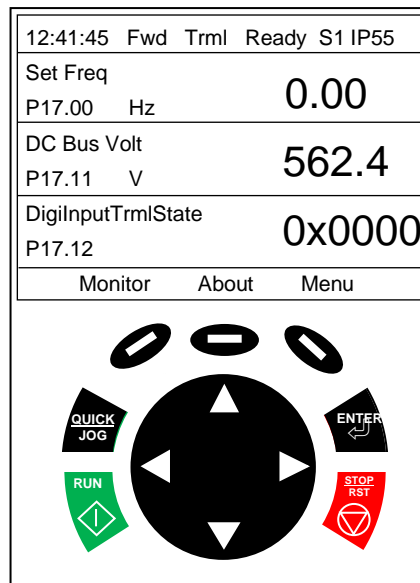 12:41:45 Fwd Trml Ready S1 IP55
Set Freq
P17.00 Hz 0.00
DC Bus Volt
P17.11 V 562.4
DigiInputTrmlState
P17.12 0x0000
Monitor About Menu
QUICK
JOG
ENTER
RUN
STOP
RST